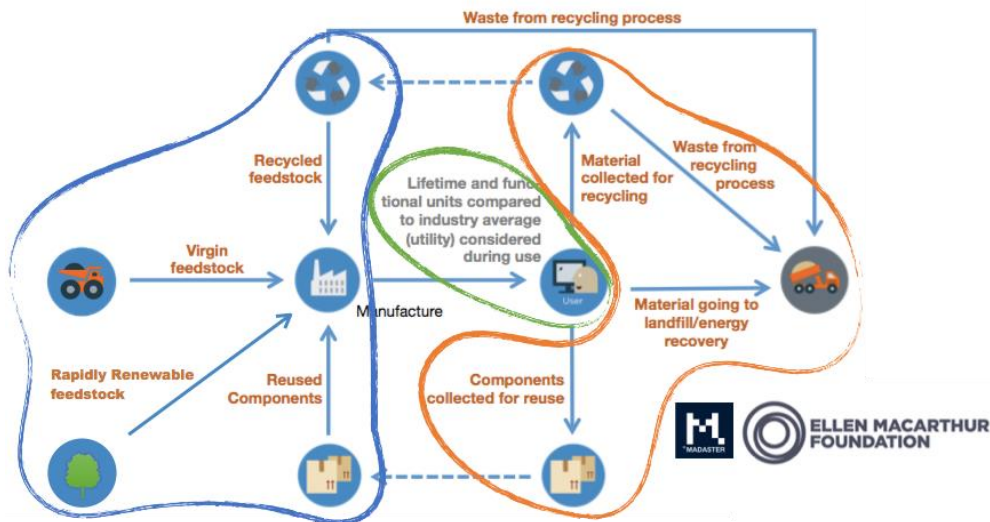 Waste from recycling process
Recycled
feedstock
Lifetime and func-
tional units compared
to industry average
(utility) considered
during use
Material
collected for
recycling
Waste from
recycling
process
Virgin
feedstock
Manufacture
User
Material going to
landfill/energy
recovery
Rapidly Renewable
feedstock
Reused
Components
Components
collected for reuse
M.
MADASTER
ELLEN MACARTHUR
FOUNDATION